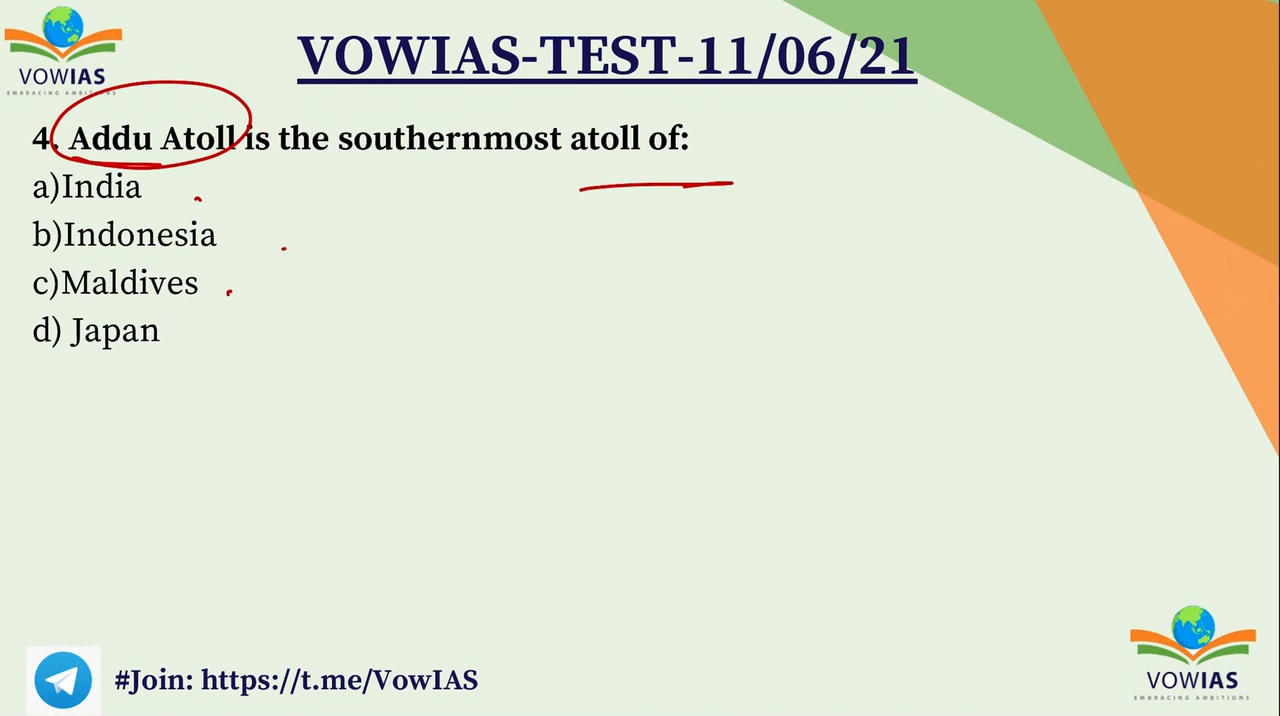 VOWIAS
EMBRACING AMBITIONS
VOWIAS-TEST-11/06/21
4. Addu Atoll is the southernmost atoll of:
a)India
b)Indonesia
c)Maldives
d) Japan
#Join: https://t.me/VowIAS
VOWIAS
EMBRACING AMBITIONS